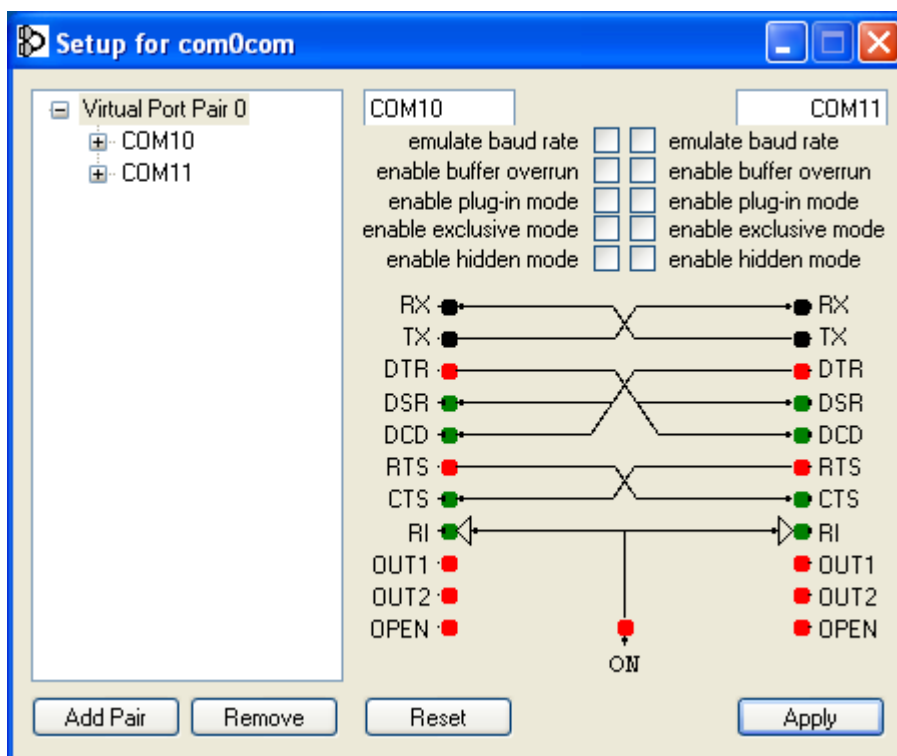 Setup for com0com
Virtual Port Pair 0
COM10
COM11
COM10 COM11
emulate baud rate emulate baud rate
enable buffer overrun enable buffer overrun
enable plug-in mode enable plug-in mode
enable exclusive mode enable exclusive mode
enable hidden mode enable hidden mode
RX RX
TX TX
DTR DTR
DSR DSR
DCD DCD
RTS RTS
CTS CTS
RI RI
OUT1 OUT1
OUT2 OUT2
OPEN OPEN
ON
Add Pair Remove Reset Apply